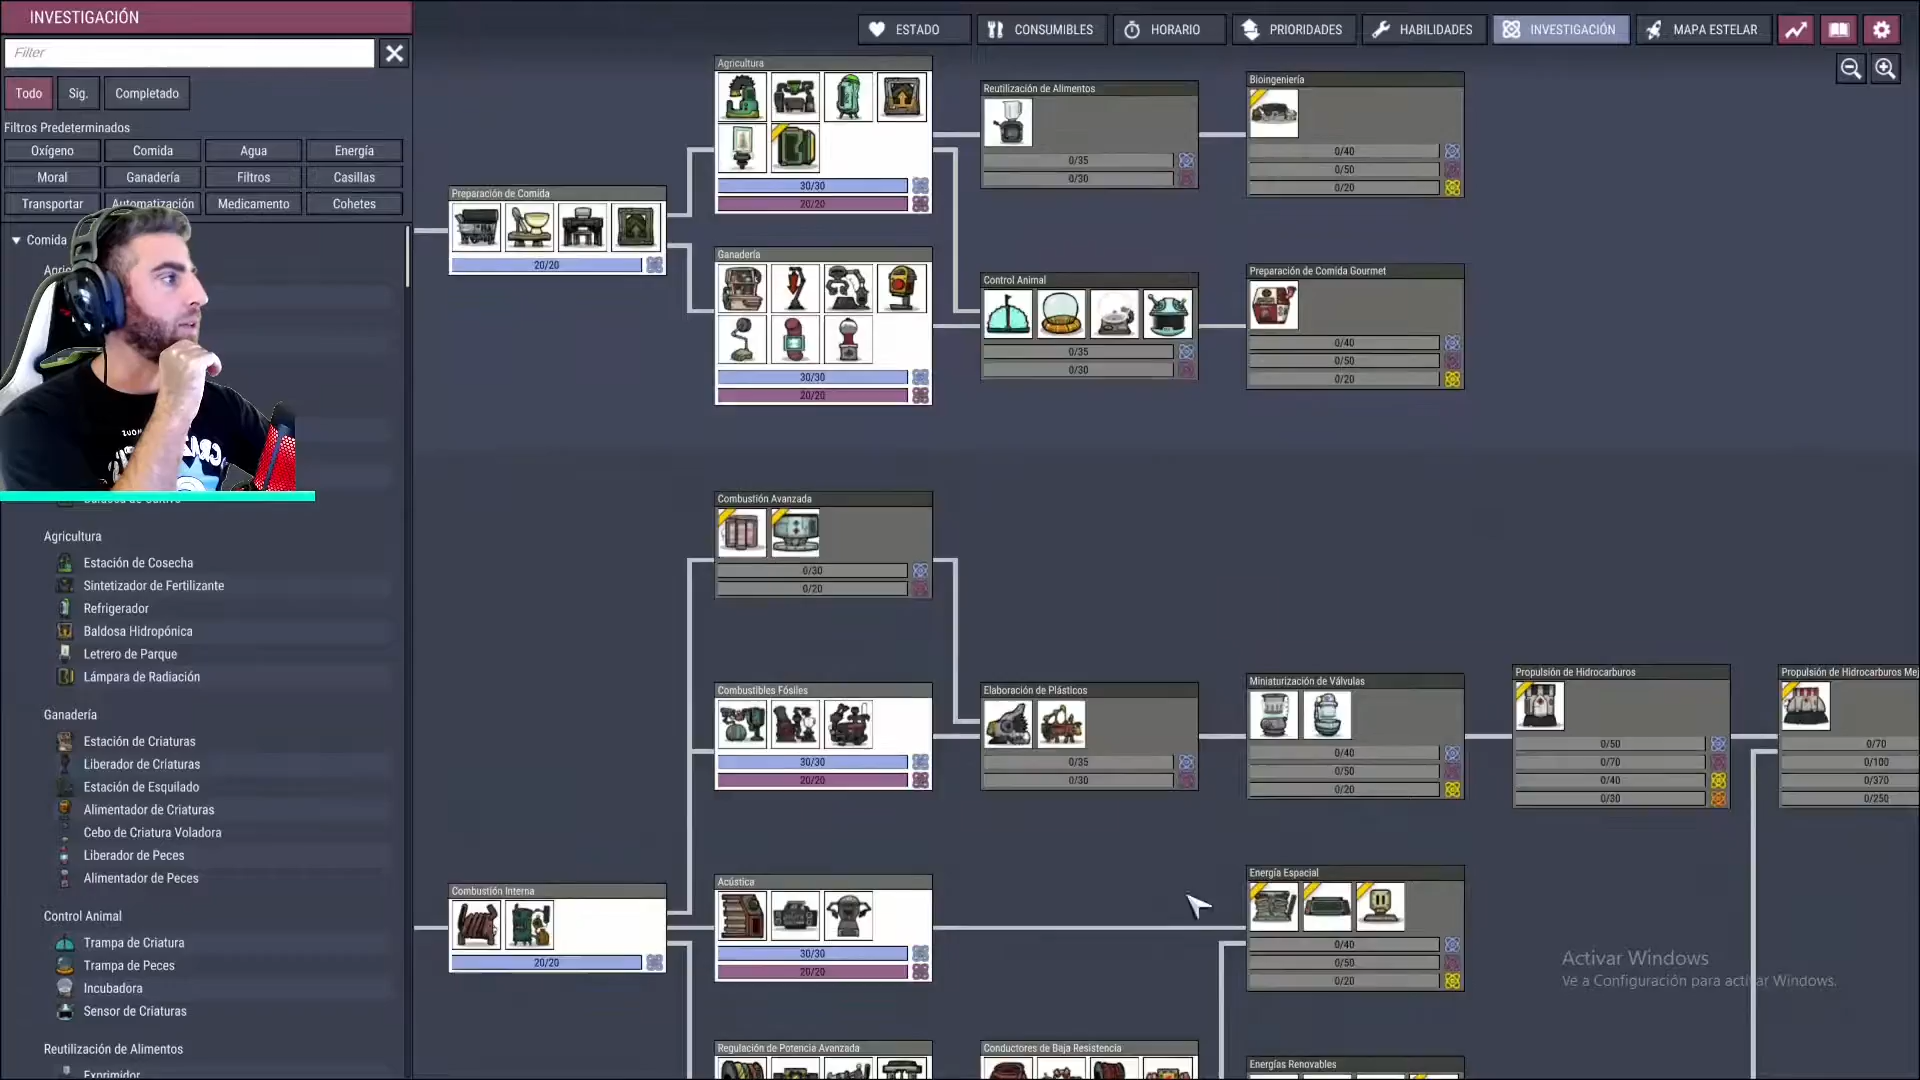 INVESTIGACIÓN
ESTADO
CONSUMIBLES
HORARIO
PRIORIDADES
HABILIDADES
INVESTIGACIÓN
MAPA ESTELAR
Filter
Todo
Sig.
Completado
Filtros Predeterminados
Oxígeno
Comida
Agua
Energía
Moral
Ganadería
Filtros
Casillas
Transportar
Automatización
Medicamento
Cohetes
Comida
Agricultura
Estación de Cosecha
Sintetizador de Fertilizante
Refrigerador
Baldosa Hidropónica
Letrero de Parque
Lámpara de Radiación
Ganadería
Estación de Criaturas
Liberador de Criaturas
Estación de Esquilado
Alimentador de Criaturas
Cebo de Criatura Voladora
Liberador de Peces
Alimentador de Peces
Control Animal
Trampa de Criatura
Trampa de Peces
Incubadora
Sensor de Criaturas
Reutilización de Alimentos
Exprimidor
Preparación de Comida
20/20
Combustión Interna
20/20
Agricultura
30/30
20/20
Ganadería
30/30
20/20
Combustión Avanzada
0/30
0/20
Combustibles Fósiles
30/30
20/20
Acústica
30/30
20/20
Regulación de Potencia Avanzada
Reutilización de Alimentos
0/35
0/30
Control Animal
0/35
0/30
Elaboración de Plásticos
0/35
0/30
Conductores de Baja Resistencia
Bioingeniería
0/40
0/50
0/20
Preparación de Comida Gourmet
0/40
0/50
0/20
Miniaturización de Válvulas
0/40
0/50
0/20
Energía Espacial
0/40
0/50
0/20
Energías Renovables
Propulsión de Hidrocarburos
0/50
0/70
0/40
0/30
Propulsión de Hidrocarburos Mej
0/70
0/100
0/370
0/250
Activar Windows
Ve a Configuración para activar Windows.